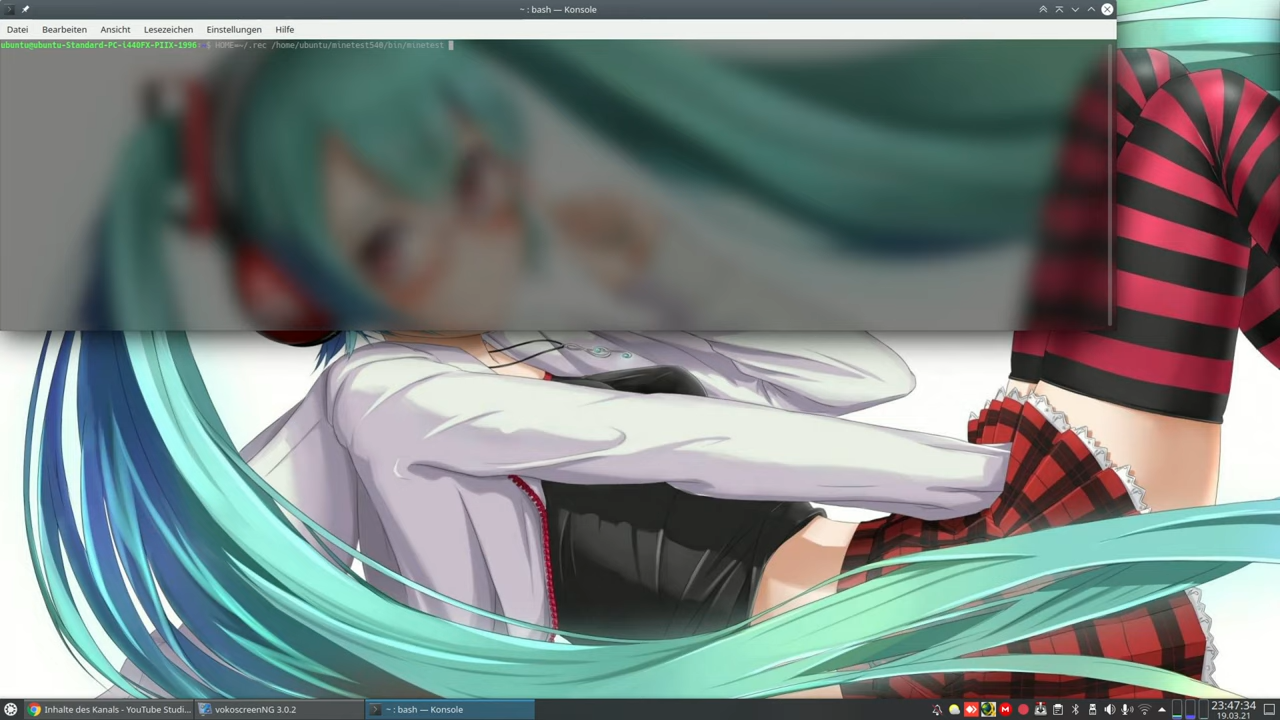 ~ : bash — Konsole
Datei Bearbeiten Ansicht Lesezeichen Einstellungen Hilfe
ubuntu@ubuntu-Standard-PC-i440FX-PIIX-1996:~$ HOME=~/.rec /home/ubuntu/minetest540/bin/minetest
Inhalte des Kanals - YouTube Studi... vokoscreenNG 3.0.2 ~ : bash — Konsole
23:47:34
19.03.21